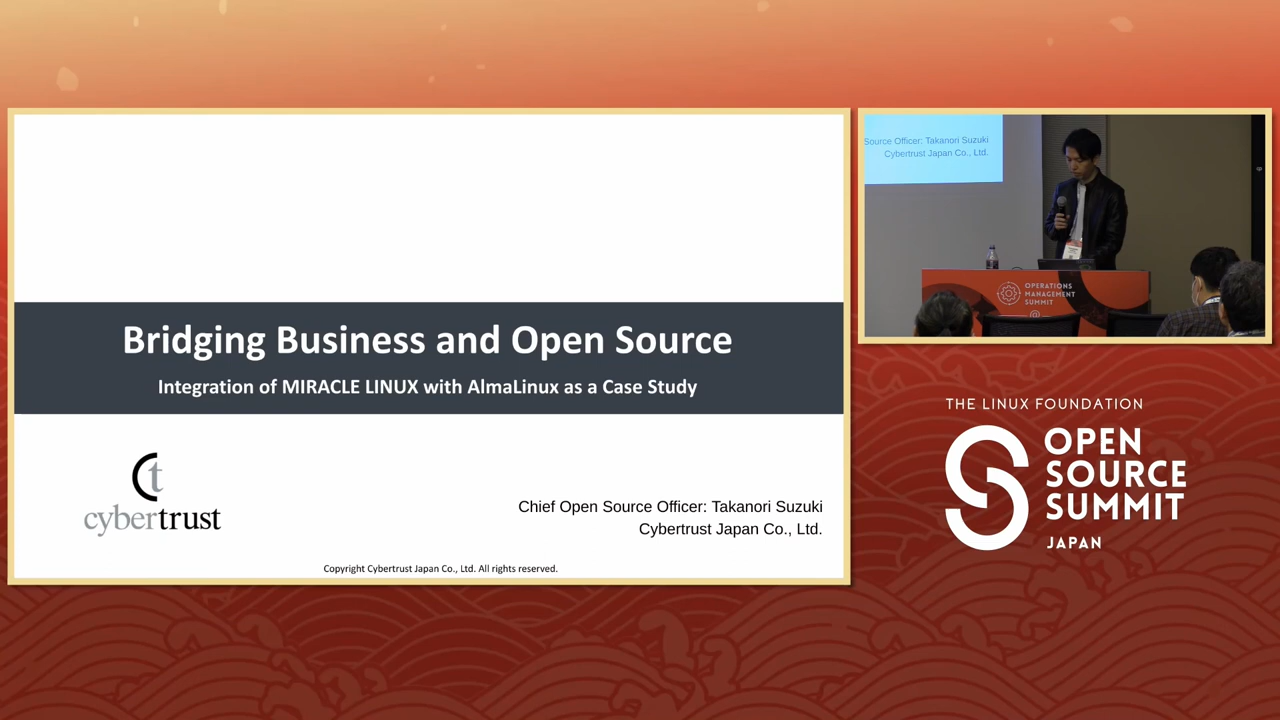 Bridging Business and Open Source
Integration of MIRACLE LINUX with AlmaLinux as a Case Study
cybertrust
Chief Open Source Officer: Takanori Suzuki
Cybertrust Japan Co., Ltd.
Copyright Cybertrust Japan Co., Ltd. All rights reserved.
Source Officer: Takanori Suzuki
Cybertrust Japan Co., Ltd.
OPERATIONS
MANAGEMENT
SUMMIT
THE LINUX FOUNDATION
OPEN
SOURCE
SUMMIT
JAPAN